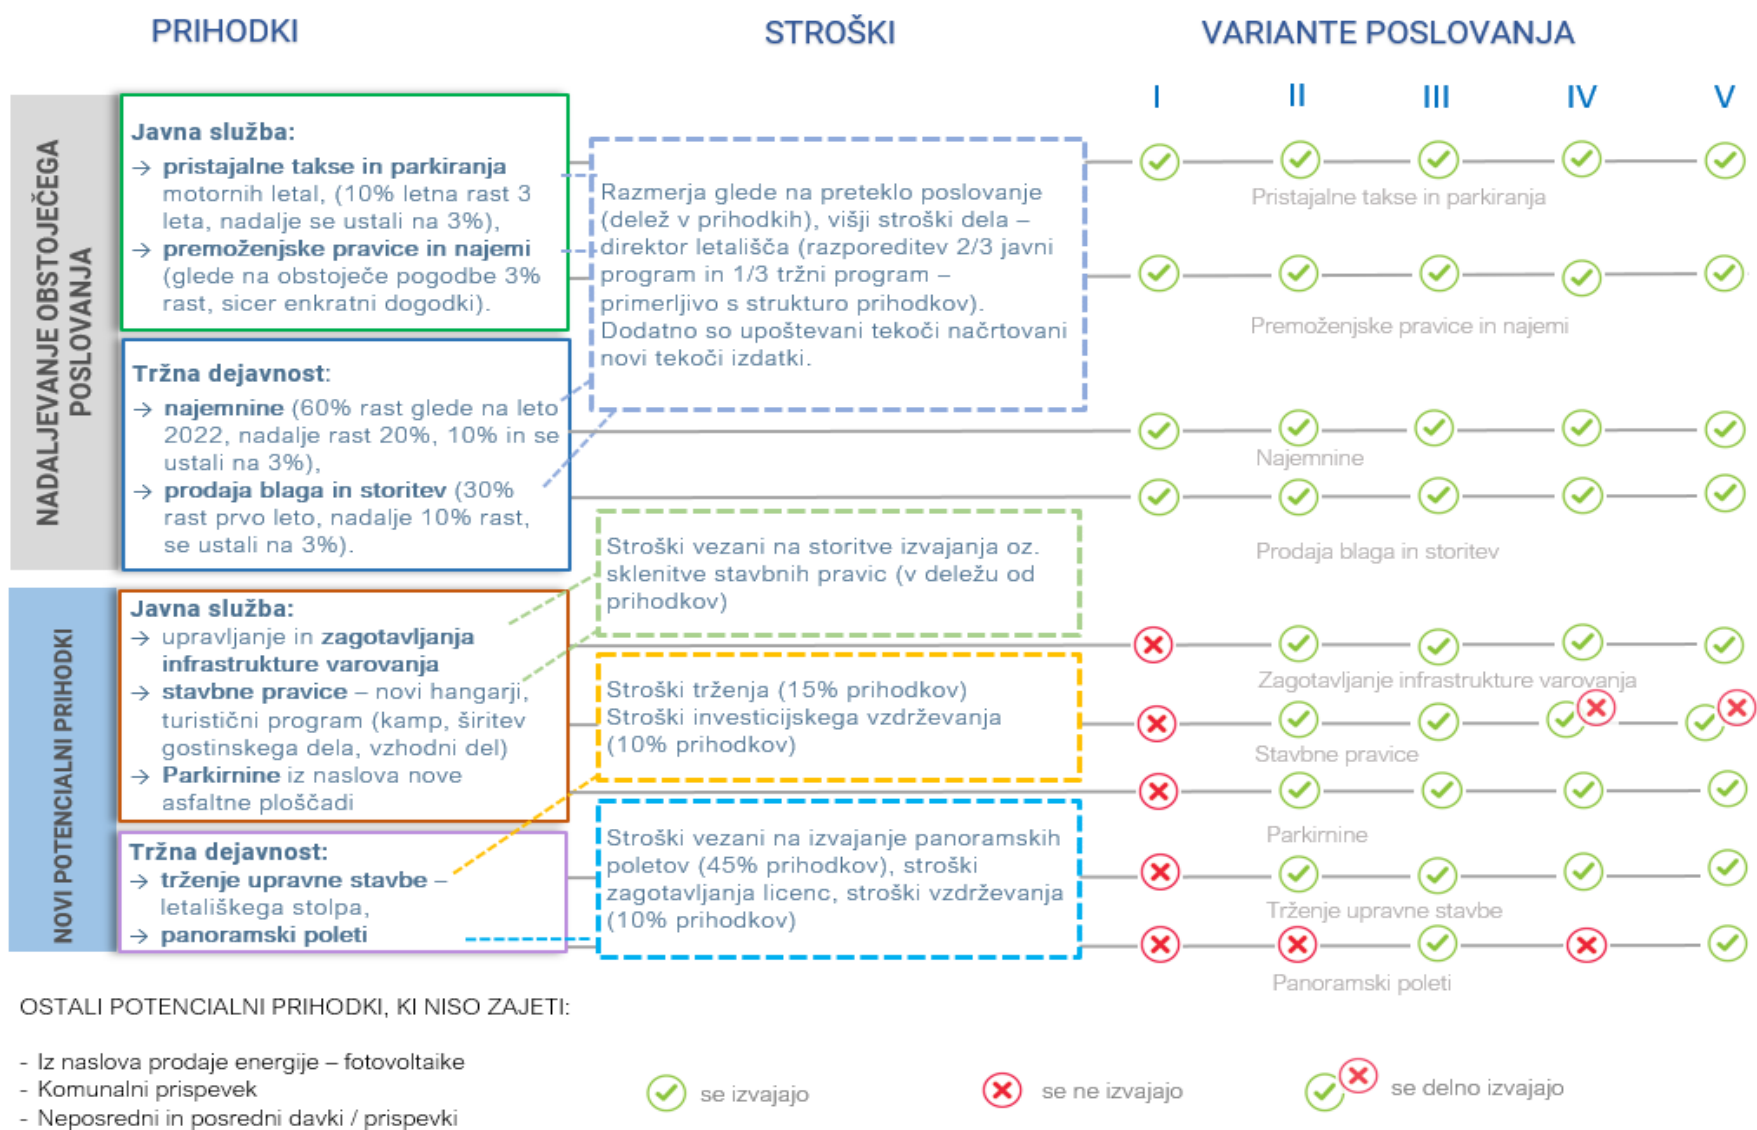 PRIHODKI
STROŠKI
VARIANTE POSLOVANJA
I
II
III
IV
V
NADALJEVANJE OBSTOJEČEGA
POSLOVANJA
Javna služba:
→ pristajalne takse in parkiranja
motornih letal, (10% letna rast 3
leta, nadalje se ustali na 3%),
→ premoženjske pravice in najemi
(glede na obstoječe pogodbe 3%
rast, sicer enkratni dogodki).
Tržna dejavnost:
→ najemnine (60% rast glede na leto
2022, nadalje rast 20%, 10% in se
ustali na 3%),
→ prodaja blaga in storitev (30%
rast prvo leto, nadalje 10% rast,
se ustali na 3%).
Razmerja glede na preteklo poslovanje
(delež v prihodkih), višji stroški dela –
direktor letališča (razporeditev 2/3 javni
program in 1/3 tržni program –
primerljivo s strukturo prihodkov).
Dodatno so upoštevani tekoči načrtovani
novi tekoči izdatki.
Pristajalne takse in parkiranja
Premoženjske pravice in najemi
Najemnine
Prodaja blaga in storitev
NOVI POTENCIALNI PRIHODKI
Javna služba:
→ upravljanje in zagotavljanja
infrastrukture varovanja
→ stavbne pravice – novi hangarji,
turistični program (kamp, širitev
gostinskega dela, vzhodni del)
→ Parkirnine iz naslova nove
asfaltne ploščadi
Tržna dejavnost:
→ trženje upravne stavbe –
letališkega stolpa,
→ panoramski poleti
Stroški vezani na storitve izvajanja oz.
sklenitve stavbnih pravic (v deležu od
prihodkov)
Stroški trženja (15% prihodkov)
Stroški investicijskega vzdrževanja
(10% prihodkov)
Stroški vezani na izvajanje panoramskih
poletov (45% prihodkov), stroški
zagotavljanja licenc, stroški vzdrževanja
(10% prihodkov)
Zagotavljanje infrastrukture varovanja
Stavbne pravice
Parkirnine
Trženje upravne stavbe
Panoramski poleti
OSTALI POTENCIALNI PRIHODKI, KI NISO ZAJETI:
- Iz naslova prodaje energije – fotovoltaike
- Komunalni prispevek
- Neposredni in posredni davki / prispevki
se izvajajo
se ne izvajajo
se delno izvajajo